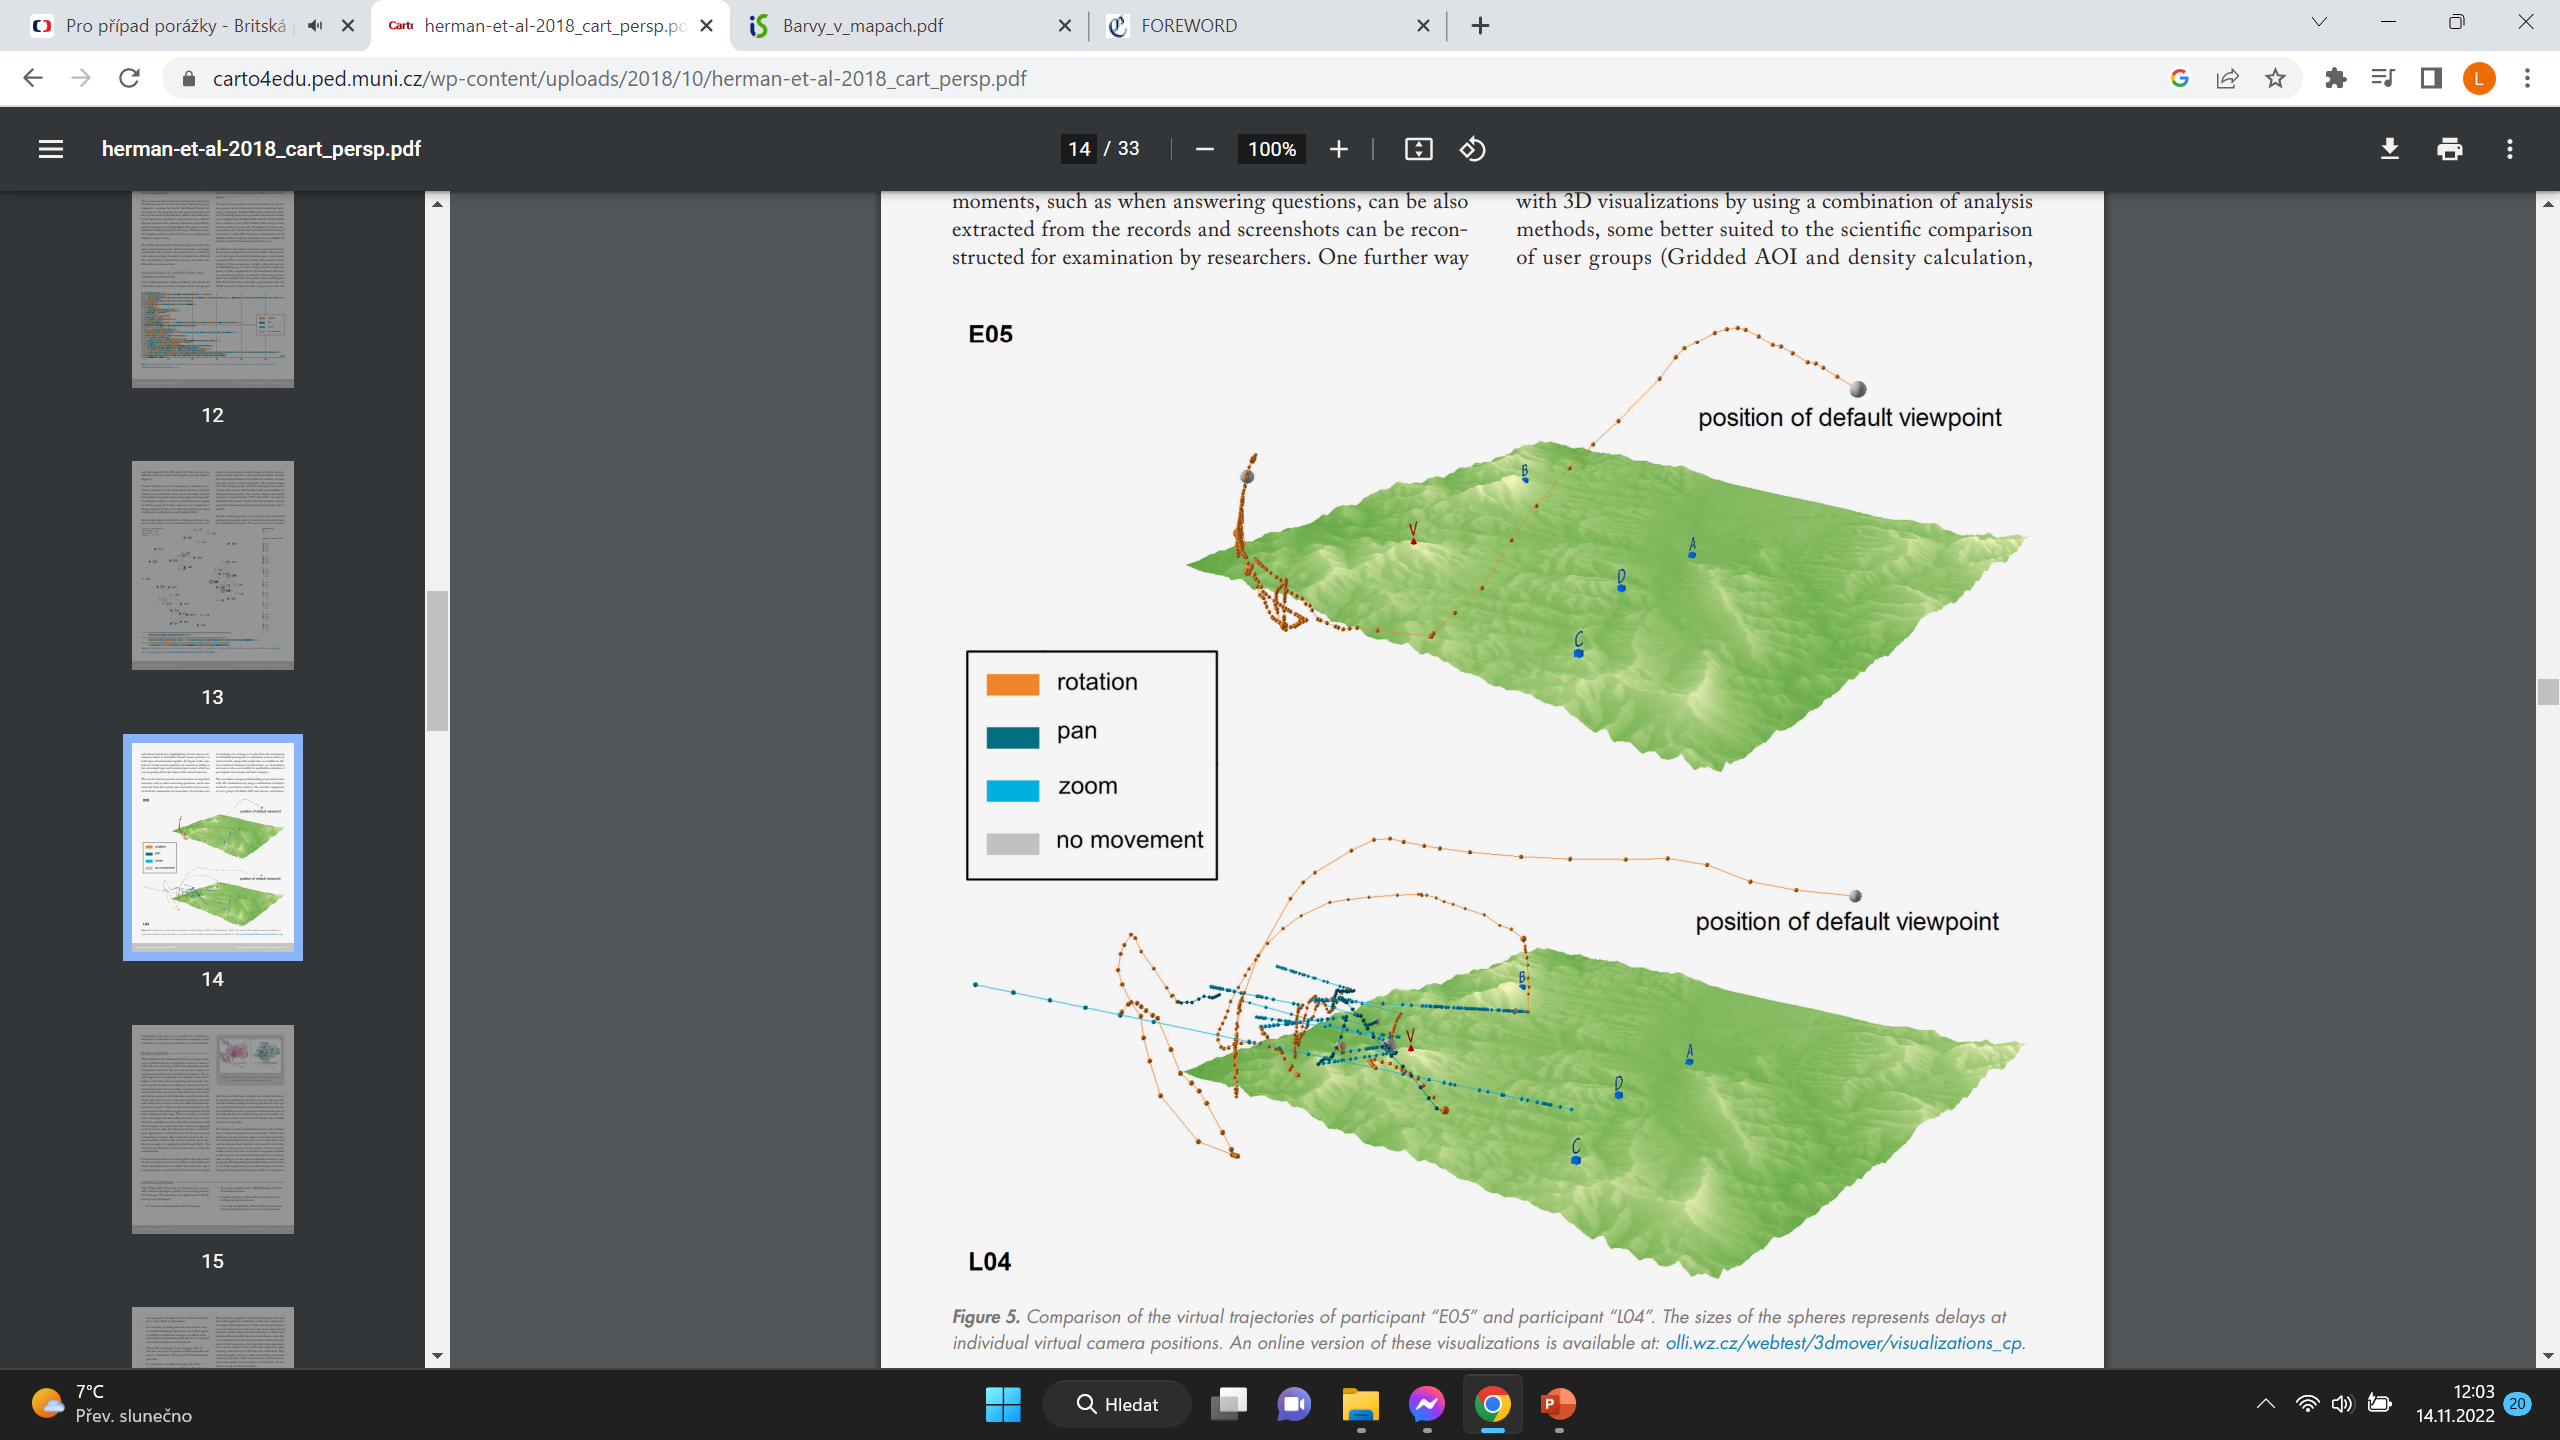 Pro případ porážky - Britská
herman-et-al-2018_cart_persp.pd
Barvy_v_mapach.pdf
FOREWORD
carto4edu.ped.muni.cz/wp-content/uploads/2018/10/herman-et-al-2018_cart_persp.pdf
L
herman-et-al-2018_cart_persp.pdf
14 / 33
100%
12
13
14
15
moments, such as when answering questions, can be also
extracted from the records and screenshots can be recon-
structed for examination by researchers. One further way
with 3D visualizations by using a combination of analysis
methods, some better suited to the scientific comparison
of user groups (Gridded AOI and density calculation,
E05
position of default viewpoint
B
V
A
D
C
rotation
pan
zoom
no movement
position of default viewpoint
B
V
A
D
C
L04
Figure 5. Comparison of the virtual trajectories of participant “E05” and participant “L04”. The sizes of the spheres represents delays at
individual virtual camera positions. An online version of these visualizations is available at: olli.wz.cz/webtest/3dmover/visualizations_cp.
7°C
Přev. slunečno
Hledat
12:03
14.11.2022
20